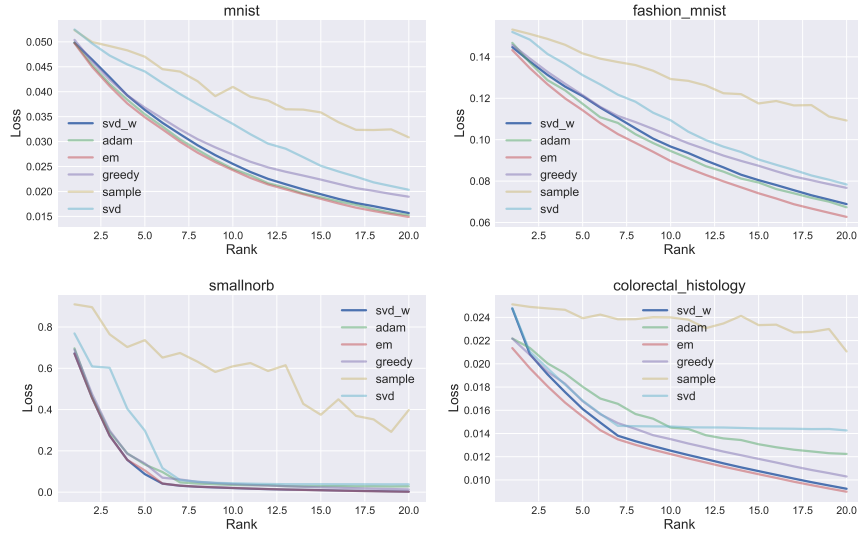 mnist
0.050
0.045
0.040
0.035
0.030
0.025
0.020
0.015
Loss
svd_w
adam
em
greedy
sample
svd
2.5 5.0 7.5 10.0 12.5 15.0 17.5 20.0
Rank
fashion_mnist
0.14
0.12
0.10
0.08
0.06
Loss
svd_w
adam
em
greedy
sample
svd
2.5 5.0 7.5 10.0 12.5 15.0 17.5 20.0
Rank
smallnorb
0.8
0.6
0.4
0.2
0.0
Loss
svd_w
adam
em
greedy
sample
svd
2.5 5.0 7.5 10.0 12.5 15.0 17.5 20.0
Rank
colorectal_histology
0.024
0.022
0.020
0.018
0.016
0.014
0.012
0.010
Loss
svd_w
adam
em
greedy
sample
svd
2.5 5.0 7.5 10.0 12.5 15.0 17.5 20.0
Rank